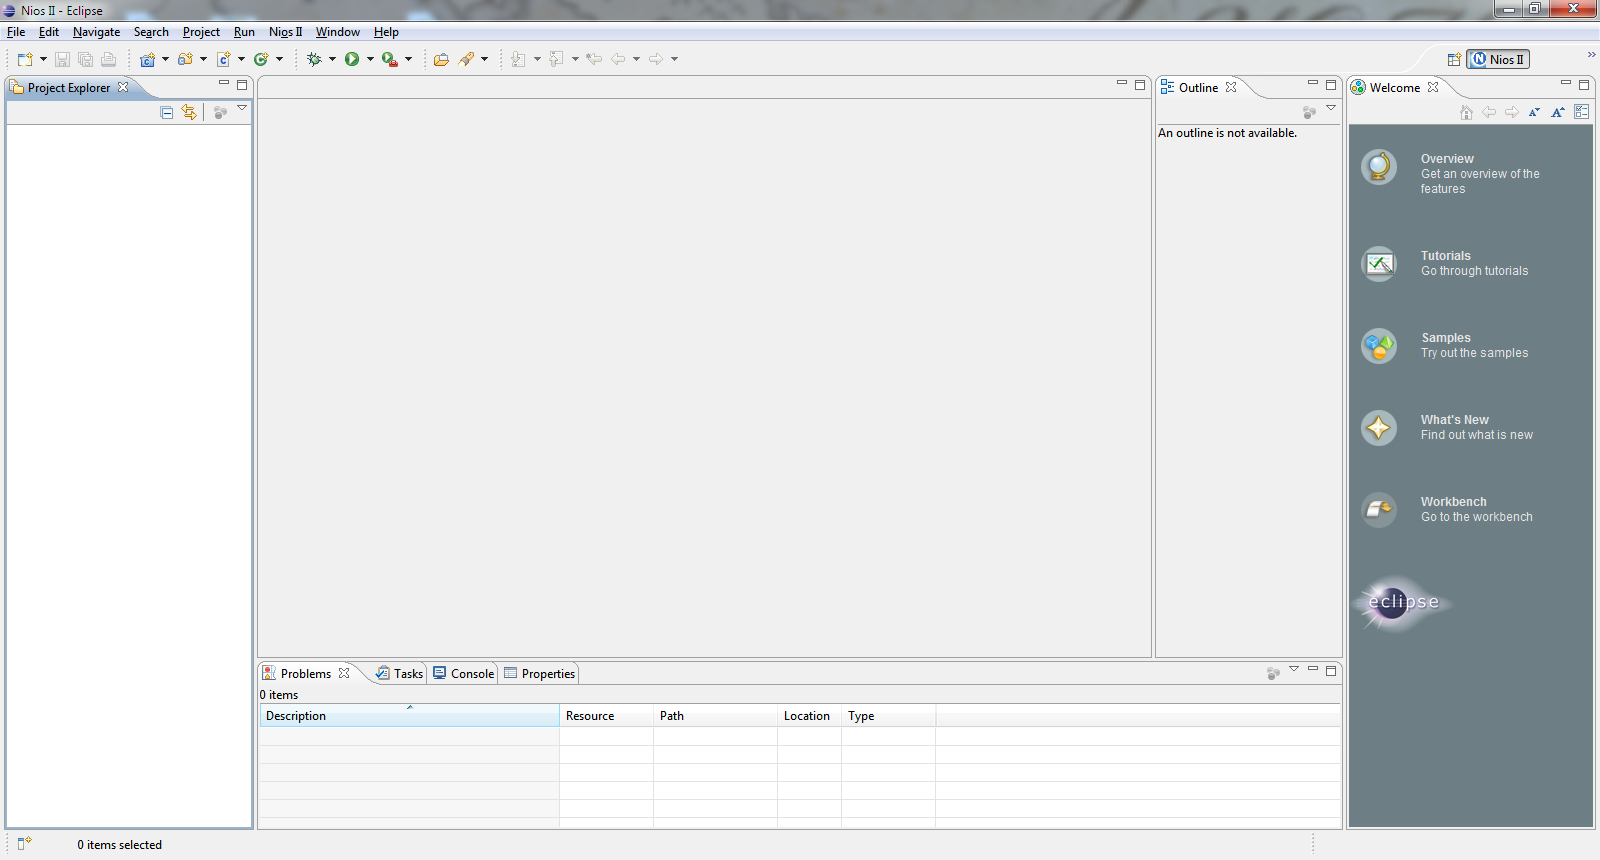 Nios II - Eclipse
File Edit Navigate Search Project Run Nios II Window Help
Nios II
Project Explorer
Outline
An outline is not available.
Welcome
Overview
Get an overview of the
features
Tutorials
Go through tutorials
Samples
Try out the samples
What's New
Find out what is new
Workbench
Go to the workbench
eclipse
Problems Tasks Console Properties
0 items
Description Resource Path Location Type
0 items selected